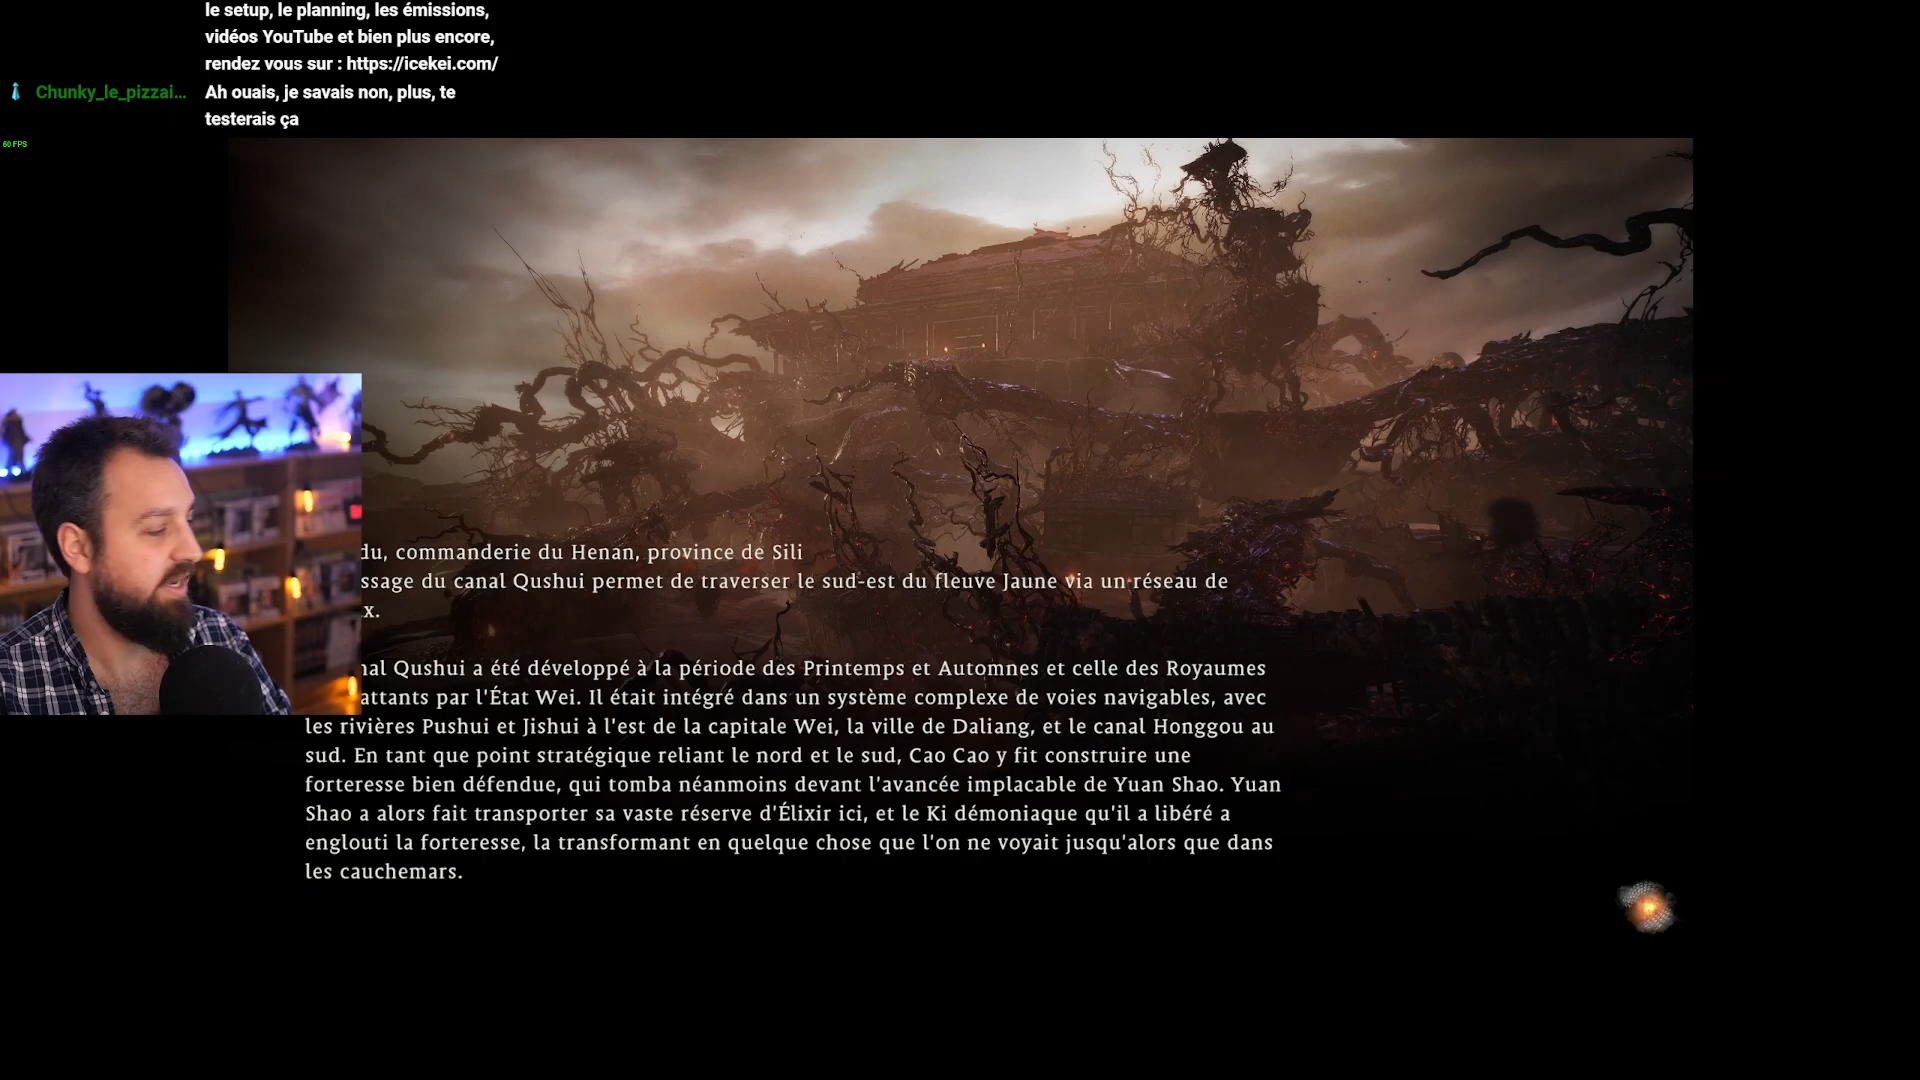 le setup, le planning, les émissions,
vidéos YouTube et bien plus encore,
rendez vous sur : https://icekei.com/
Chunky_le_pizzai... Ah ouais, je savais non, plus, te
testerais ça
60 FPS
du, commanderie du Henan, province de Sili
ssage du canal Qushui permet de traverser le sud-est du fleuve Jaune via un réseau de
x.
nal Qushui a été développé à la période des Printemps et Automnes et celle des Royaumes
attants par l'État Wei. Il était intégré dans un système complexe de voies navigables, avec
les rivières Pushui et Jishui à l'est de la capitale Wei, la ville de Daliang, et le canal Honggou au
sud. En tant que point stratégique reliant le nord et le sud, Cao Cao y fit construire une
forteresse bien défendue, qui tomba néanmoins devant l'avancée implacable de Yuan Shao. Yuan
Shao a alors fait transporter sa vaste réserve d'Élixir ici, et le Ki démoniaque qu'il a libéré a
englouti la forteresse, la transformant en quelque chose que l'on ne voyait jusqu'alors que dans
les cauchemars.